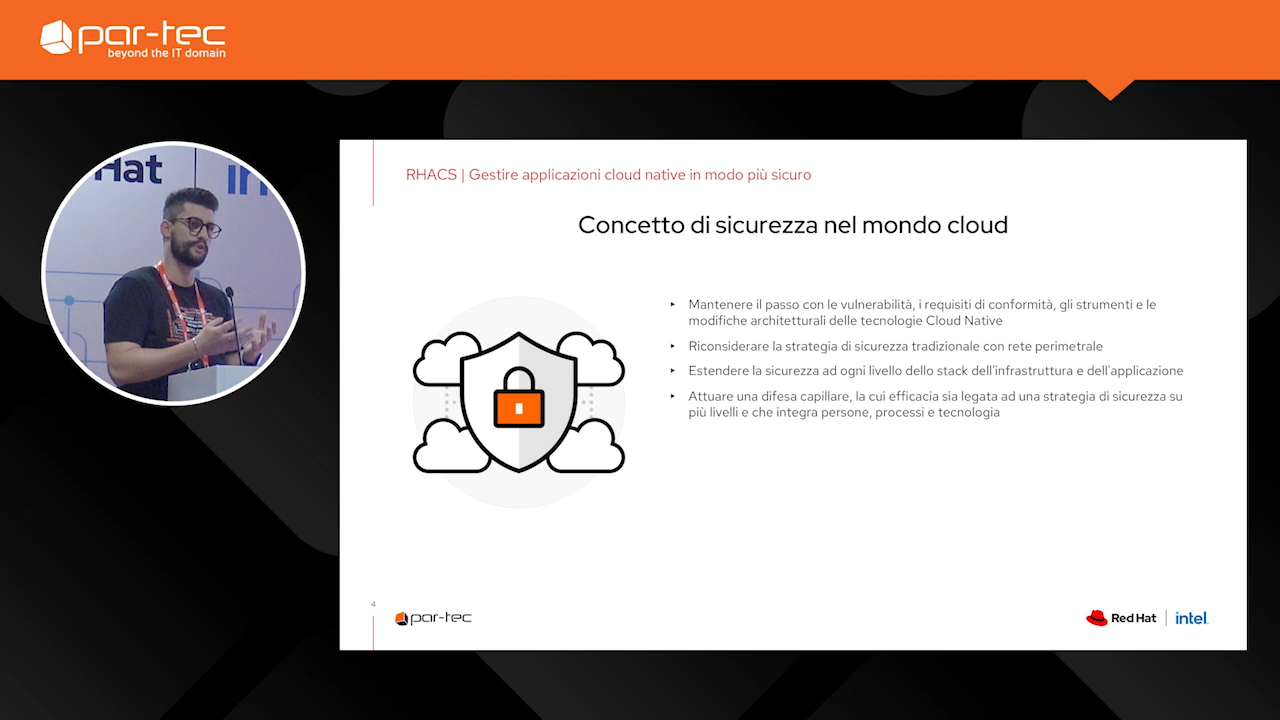 par-tec
beyond the IT domain
Hat
in
RHACS | Gestire applicazioni cloud native in modo più sicuro
Concetto di sicurezza nel mondo cloud
‣ Mantenere il passo con le vulnerabilità, i requisiti di conformità, gli strumenti e le
modifiche architetturali delle tecnologie Cloud Native
‣ Riconsiderare la strategia di sicurezza tradizionale con rete perimetrale
‣ Estendere la sicurezza ad ogni livello dello stack dell'infrastruttura e dell'applicazione
‣ Attuare una difesa capillare, la cui efficacia sia legata ad una strategia di sicurezza su
più livelli e che integra persone, processi e tecnologia
4
par-tec
Red Hat | intel.